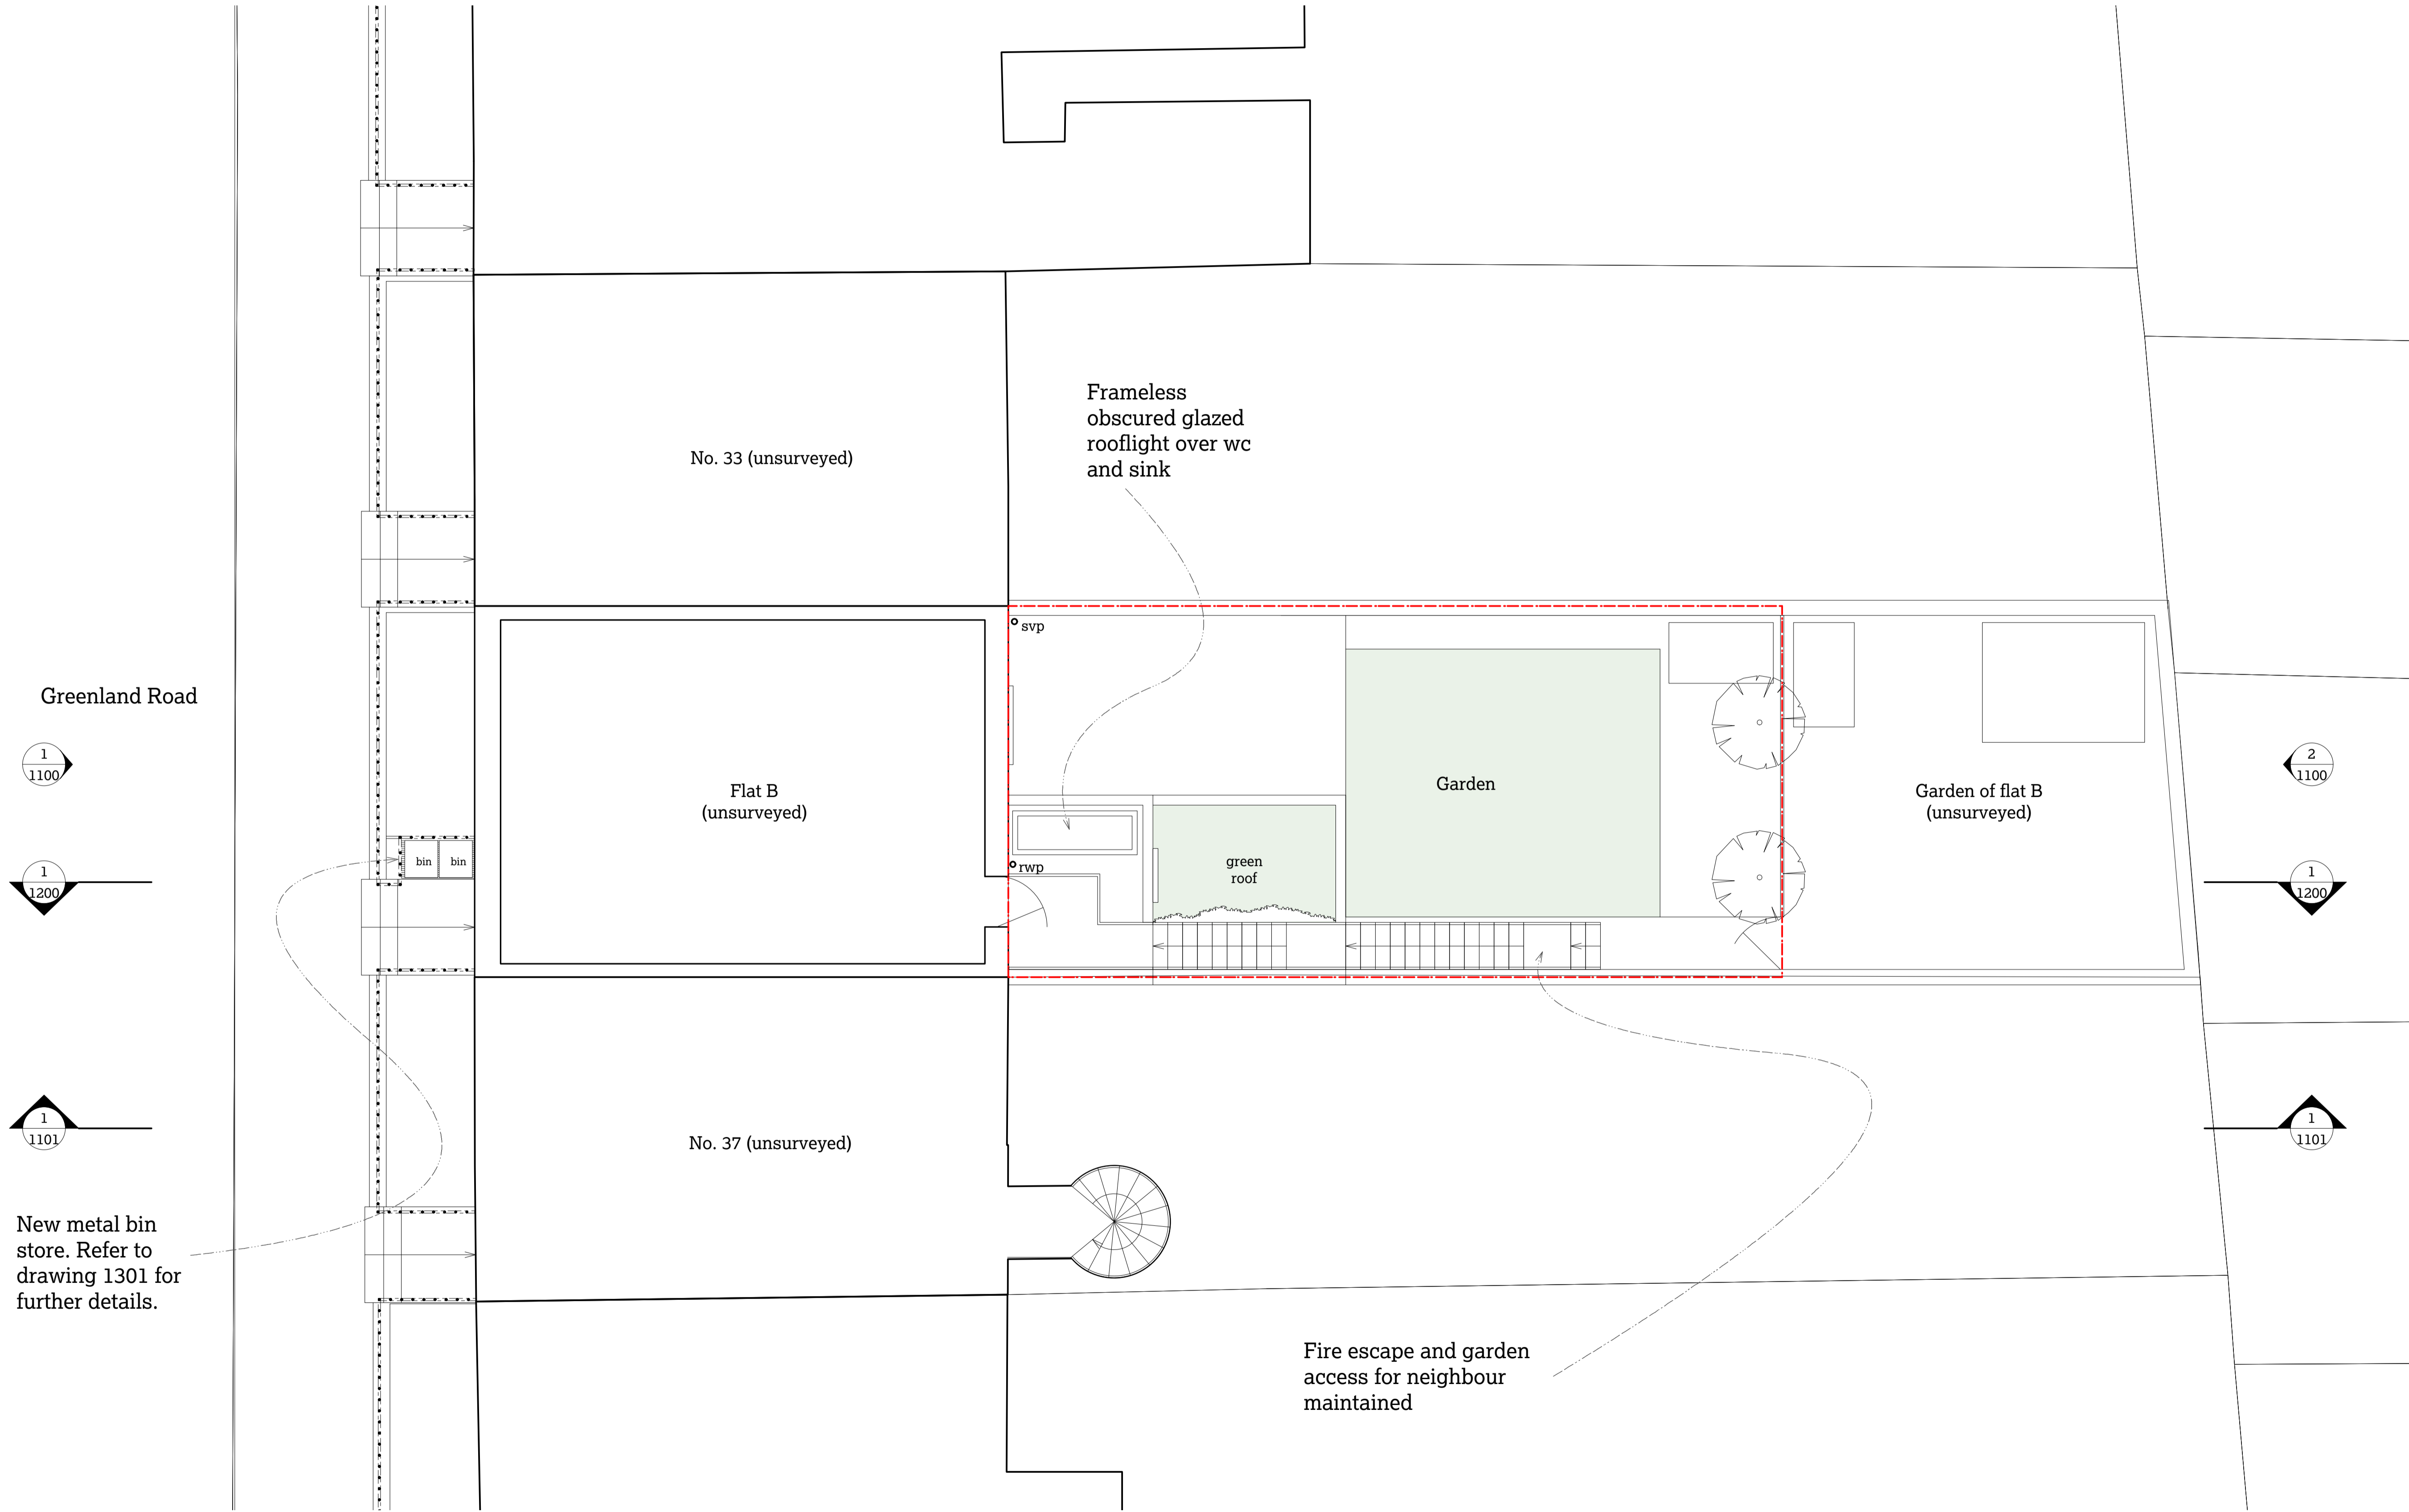 Frameless
obscured glazed
rooflight over wc
and sink
No. 33 (unsurveyed)
svp
Greenland Road
1
1100
2
1100
Flat B
(unsurveyed)
Garden
Garden of flat B
(unsurveyed)
bin
bin
green
roof
rwp
1
1200
1
1200
1
1101
1
1101
No. 37 (unsurveyed)
New metal bin
store. Refer to
drawing 1301 for
further details.
Fire escape and garden
access for neighbour
maintained